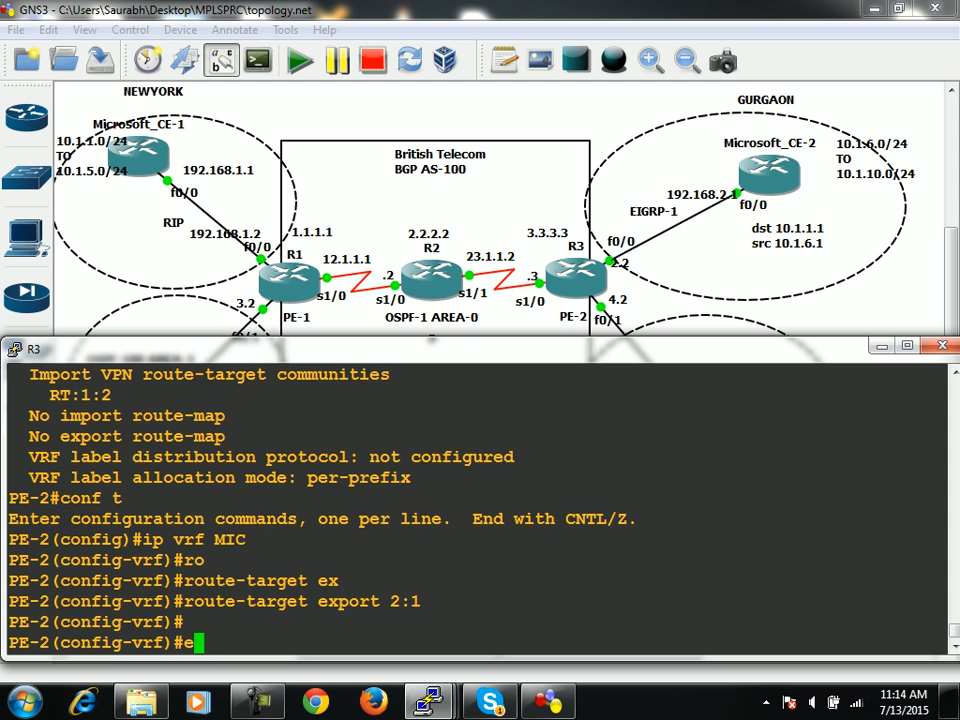 GNS3 - C:\Users\Saurabh\Desktop\MPLSPRC\topology.net
File Edit View Control Device Annotate Tools Help
NEWYORK
Microsoft_CE-1
10.1.1.0/24
TO
10.1.5.0/24
192.168.1.1
f0/0
RIP
192.168.1.2
f0/0
1.1.1.1
R1
s1/0
PE-1
3.2
British Telecom
BGP AS-100
12.1.1.1
2.2.2.2
R2
.2
s1/0
23.1.1.2
s1/1
OSPF-1 AREA-0
3.3.3.3
R3
.3
s1/0
PE-2
f0/0
2.2
4.2
f0/1
GURGAON
Microsoft_CE-2
10.1.6.0/24
TO
10.1.10.0/24
f0/0
EIGRP-1
dst 10.1.1.1
src 10.1.6.1
R3
Import VPN route-target communities
RT:1:2
No import route-map
No export route-map
VRF label distribution protocol: not configured
VRF label allocation mode: per-prefix
PE-2#conf t
Enter configuration commands, one per line.  End with CNTL/Z.
PE-2(config)#ip vrf MIC
PE-2(config-vrf)#ro
PE-2(config-vrf)#route-target ex
PE-2(config-vrf)#route-target export 2:1
PE-2(config-vrf)#
PE-2(config-vrf)#e
11:14 AM
7/13/2015